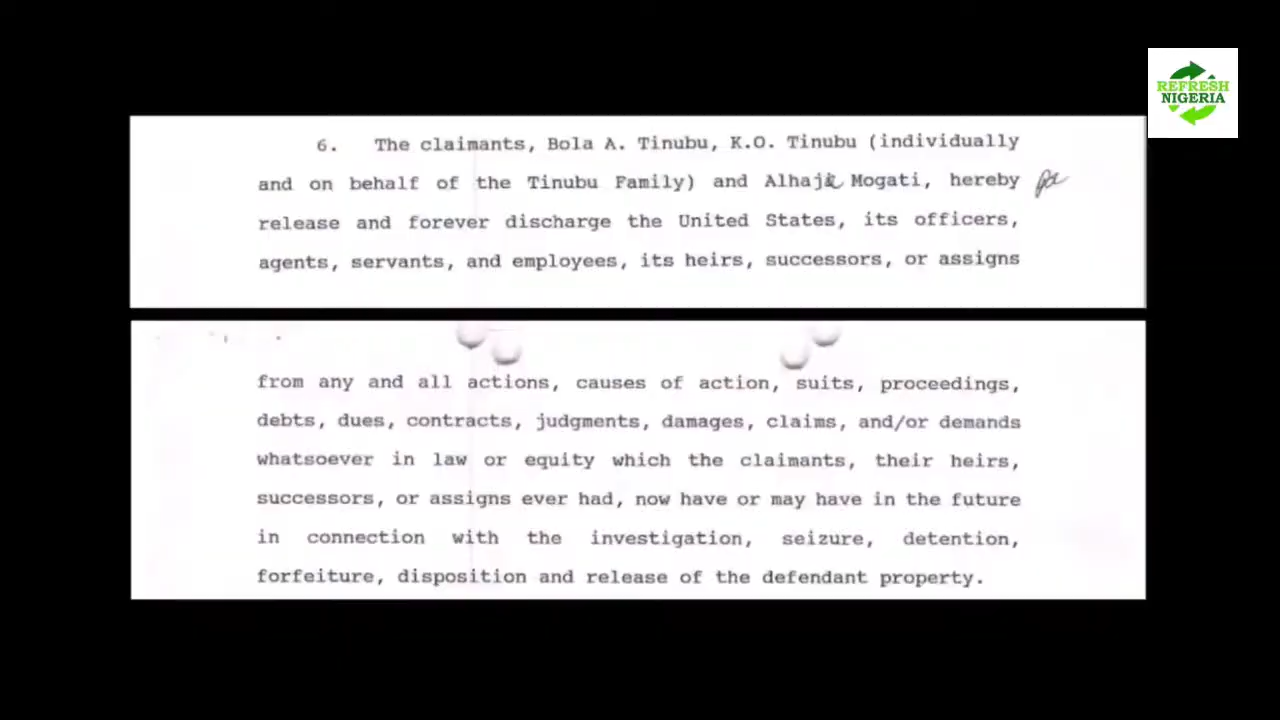 REFRESH
NIGERIA
6. The claimants, Bola A. Tinubu, K.O. Tinubu (individually
and on behalf of the Tinubu Family) and Mogati, hereby
release and forever discharge the United States, its officers,
agents, servants, and employees, its heirs, successors, or assigns
from any and all actions, causes of action, suits, proceedings,
debts, dues, contracts, judgments, damages, claims, and/or demands
whatsoever in law or equity which the claimants, their heirs,
successors, or assigns ever had, now have or may have in the future
in connection with the investigation, seizure, detention,
forfeiture, disposition and release of the defendant property.